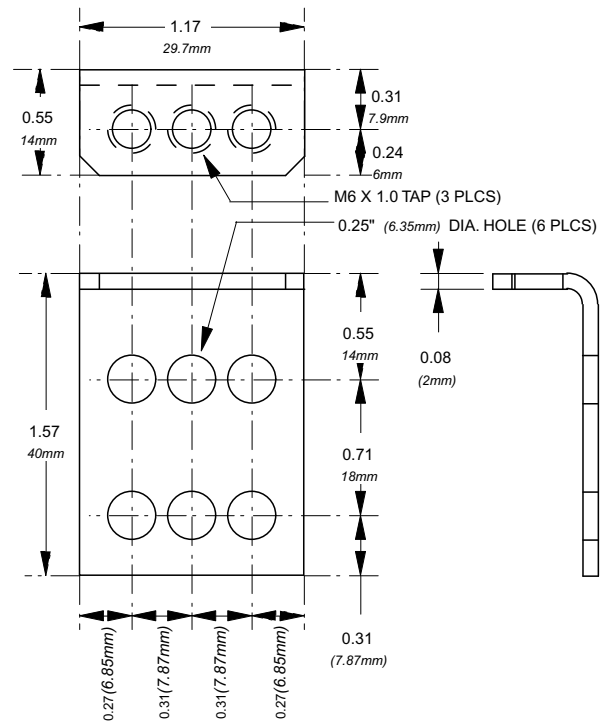 1.17
29.7mm
0.55
14mm
0.31
7.9mm
0.24
6mm
M6 X 1.0 TAP (3 PLCS)
0.25" (6.35mm) DIA. HOLE (6 PLCS)
0.55
14mm
0.08
(2mm)
1.57
40mm
0.71
18mm
0.31
(7.87mm)
0.27(6.85mm)
0.31(7.87mm)
0.31(7.87mm)
0.27(6.85mm)